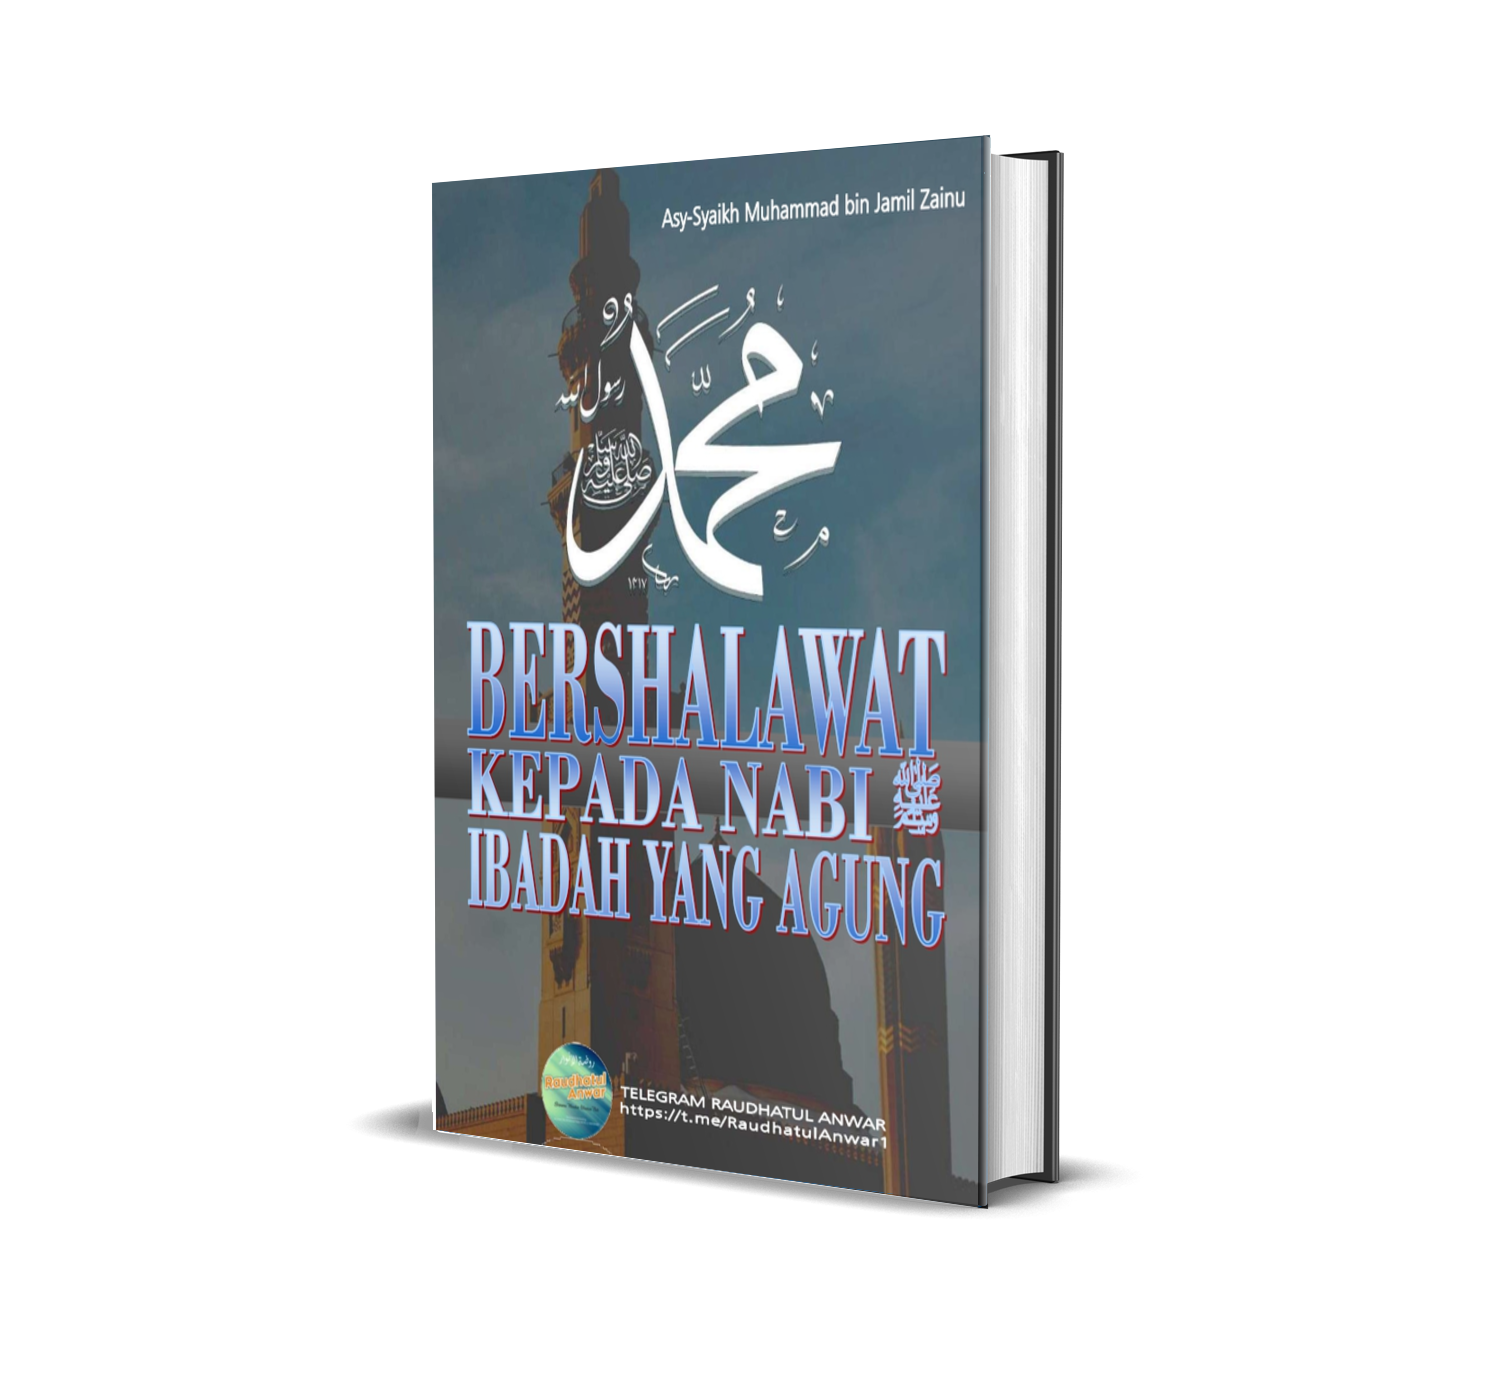 Asy-Syaikh Muhammad bin Jamil Zainu
محمد
رسول الله
صلى الله عليه وسلم
١٤١٧
BERSHALAWAT
KEPADA NABI ﷺ
IBADAH YANG AGUNG
Raudhatul
Anwar
TELEGRAM RAUDHATUL ANWAR
https://t.me/RaudhatulAnwar1